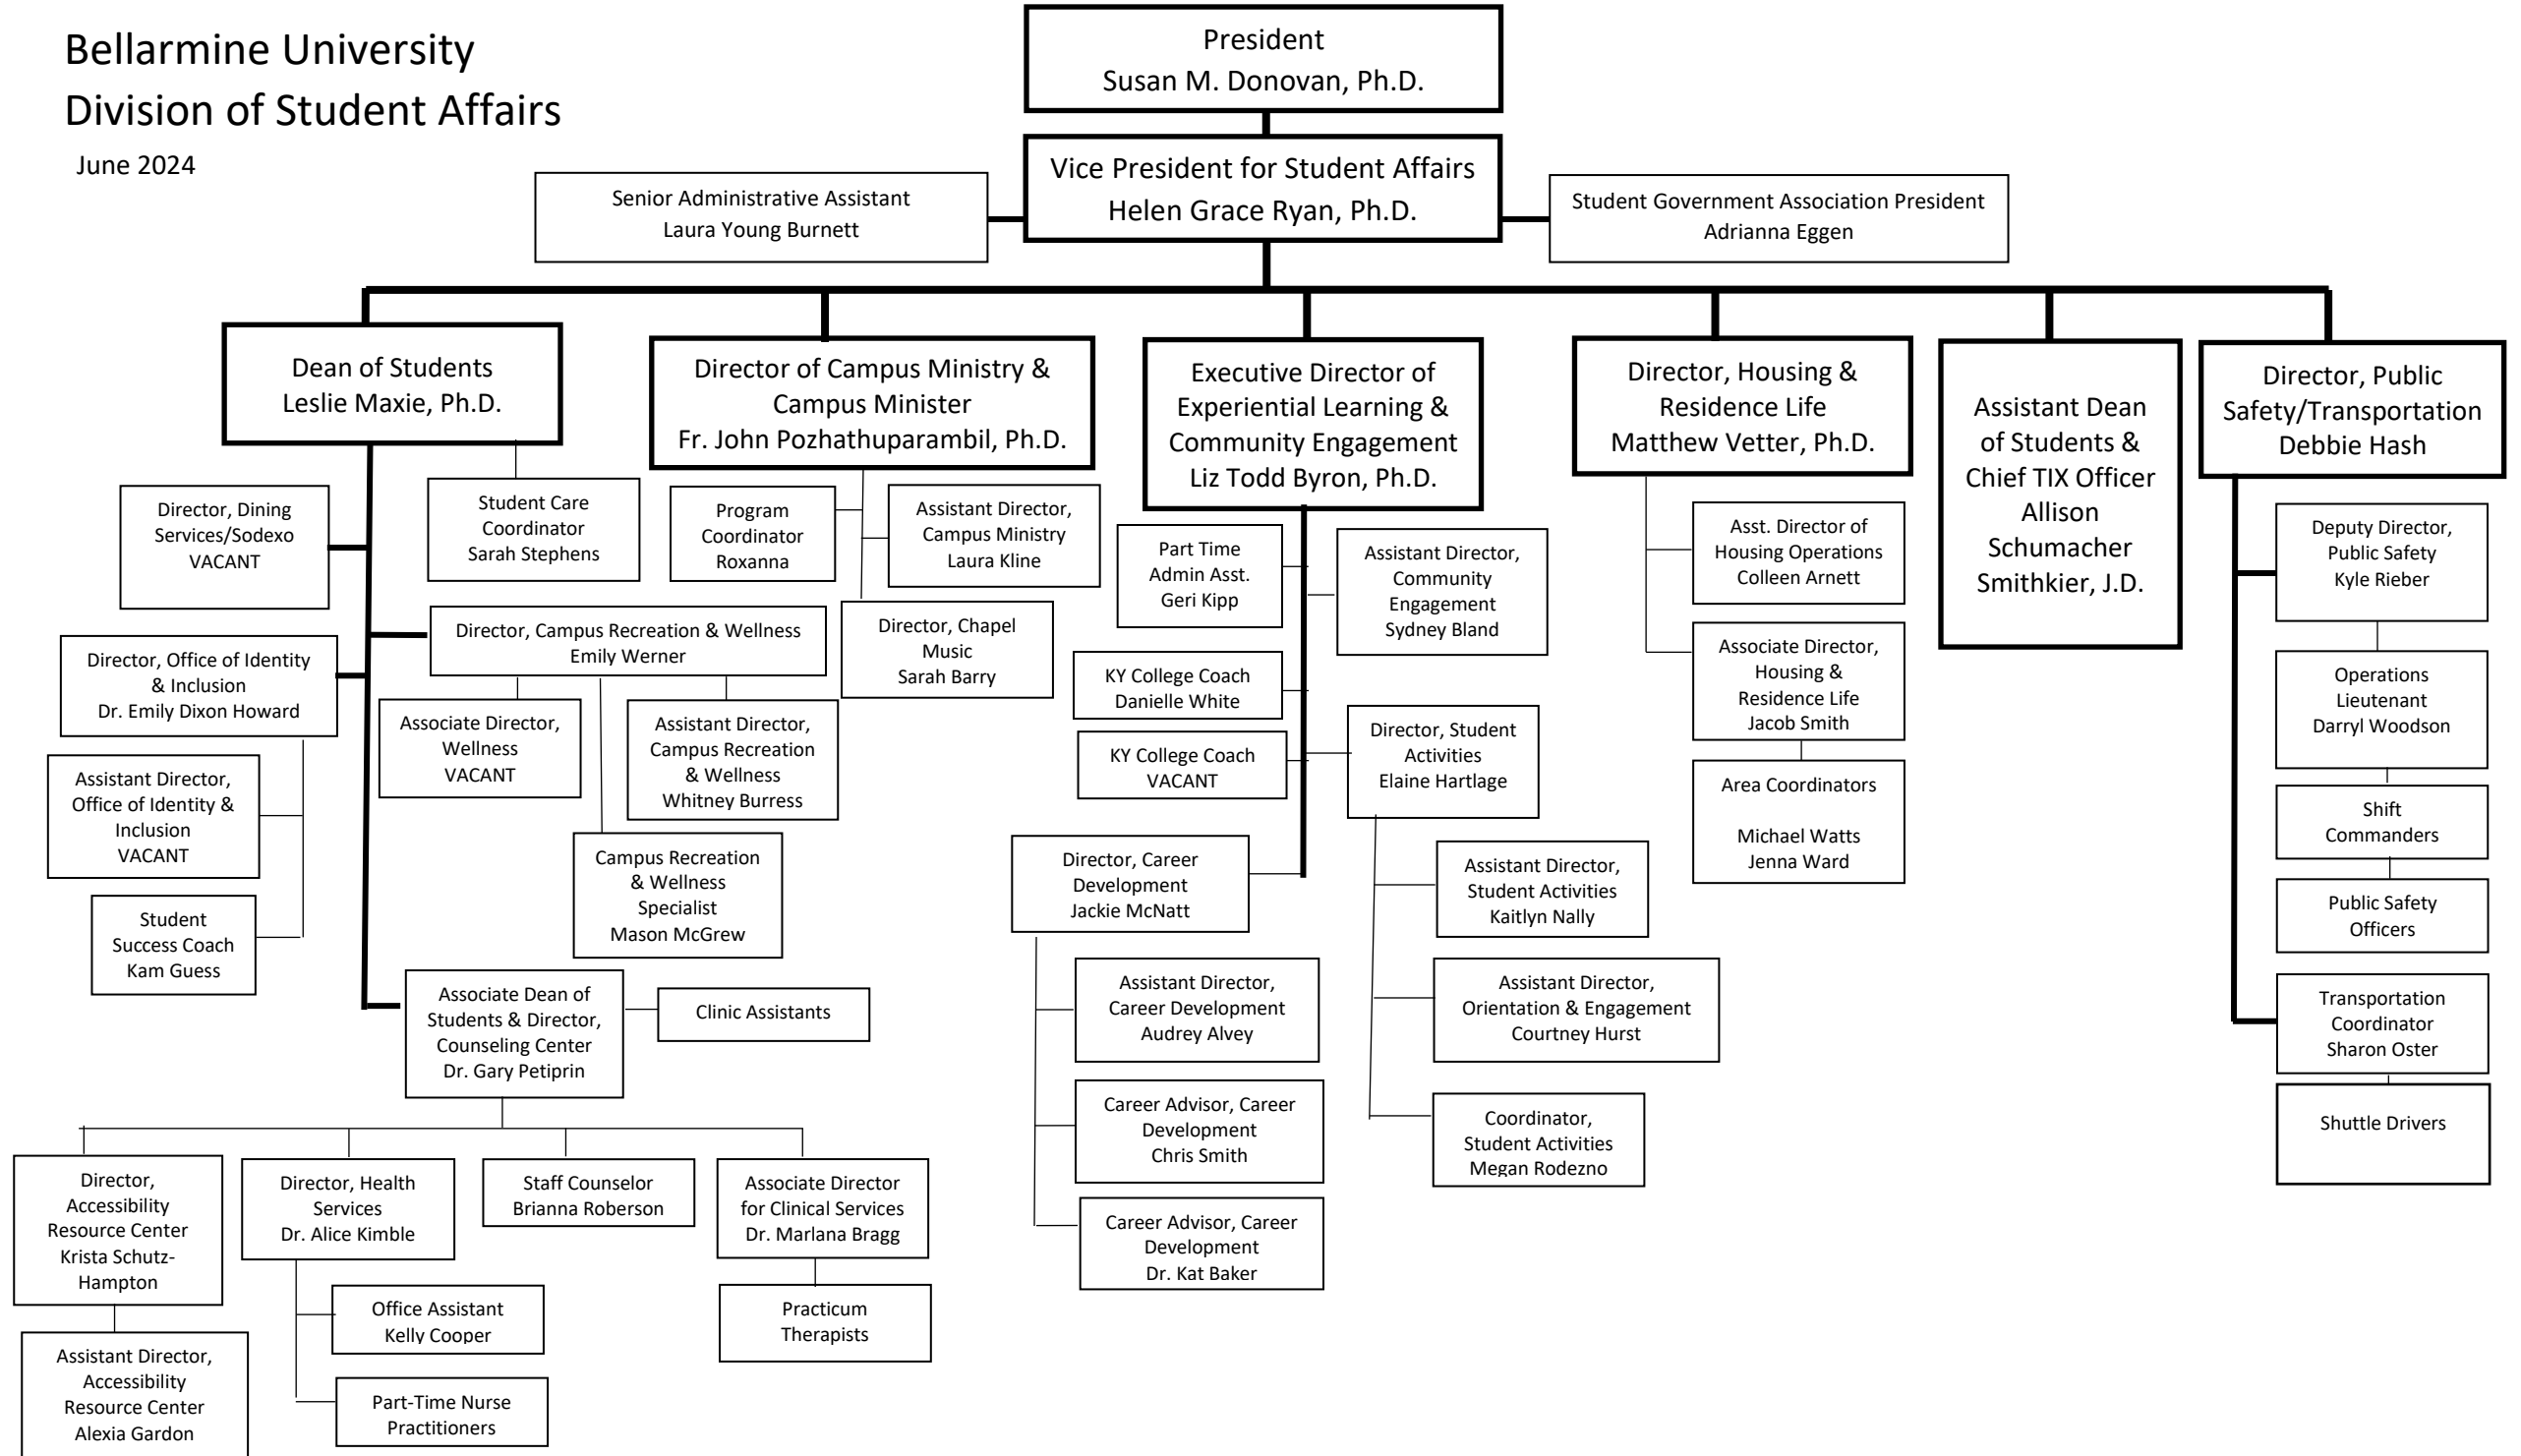 Bellarmine University
Division of Student Affairs
June 2024
President
Susan M. Donovan, Ph.D.
Vice President for Student Affairs
Helen Grace Ryan, Ph.D.
Senior Administrative Assistant
Laura Young Burnett
Student Government Association President
Adrianna Eggen
Dean of Students
Leslie Maxie, Ph.D.
Director of Campus Ministry &
Campus Minister
Fr. John Pozhathuparambil, Ph.D.
Executive Director of
Experiential Learning &
Community Engagement
Liz Todd Byron, Ph.D.
Director, Housing &
Residence Life
Matthew Vetter, Ph.D.
Assistant Dean
of Students &
Chief TIX Officer
Allison
Schumacher
Smithkier, J.D.
Director, Public
Safety/Transportation
Debbie Hash
Director, Dining
Services/Sodexo
VACANT
Student Care
Coordinator
Sarah Stephens
Director, Campus Recreation & Wellness
Emily Werner
Director, Office of Identity
& Inclusion
Dr. Emily Dixon Howard
Associate Director,
Wellness
VACANT
Assistant Director,
Campus Recreation
& Wellness
Whitney Burress
Assistant Director,
Office of Identity &
Inclusion
VACANT
Campus Recreation
& Wellness
Specialist
Mason McGrew
Student
Success Coach
Kam Guess
Associate Dean of
Students & Director,
Counseling Center
Dr. Gary Petiprin
Clinic Assistants
Director,
Accessibility
Resource Center
Krista Schutz-
Hampton
Director, Health
Services
Dr. Alice Kimble
Staff Counselor
Brianna Roberson
Associate Director
for Clinical Services
Dr. Marlana Bragg
Office Assistant
Kelly Cooper
Practicum
Therapists
Assistant Director,
Accessibility
Resource Center
Alexia Gardon
Part-Time Nurse
Practitioners
Program
Coordinator
Roxanna
Assistant Director,
Campus Ministry
Laura Kline
Director, Chapel
Music
Sarah Barry
Part Time
Admin Asst.
Geri Kipp
Assistant Director,
Community
Engagement
Sydney Bland
KY College Coach
Danielle White
KY College Coach
VACANT
Director, Student
Activities
Elaine Hartlage
Director, Career
Development
Jackie McNatt
Assistant Director,
Student Activities
Kaitlyn Nally
Assistant Director,
Career Development
Audrey Alvey
Assistant Director,
Orientation & Engagement
Courtney Hurst
Career Advisor, Career
Development
Chris Smith
Coordinator,
Student Activities
Megan Rodezno
Career Advisor, Career
Development
Dr. Kat Baker
Asst. Director of
Housing Operations
Colleen Arnett
Associate Director,
Housing &
Residence Life
Jacob Smith
Area Coordinators
Michael Watts
Jenna Ward
Deputy Director,
Public Safety
Kyle Rieber
Operations
Lieutenant
Darryl Woodson
Shift
Commanders
Public Safety
Officers
Transportation
Coordinator
Sharon Oster
Shuttle Drivers